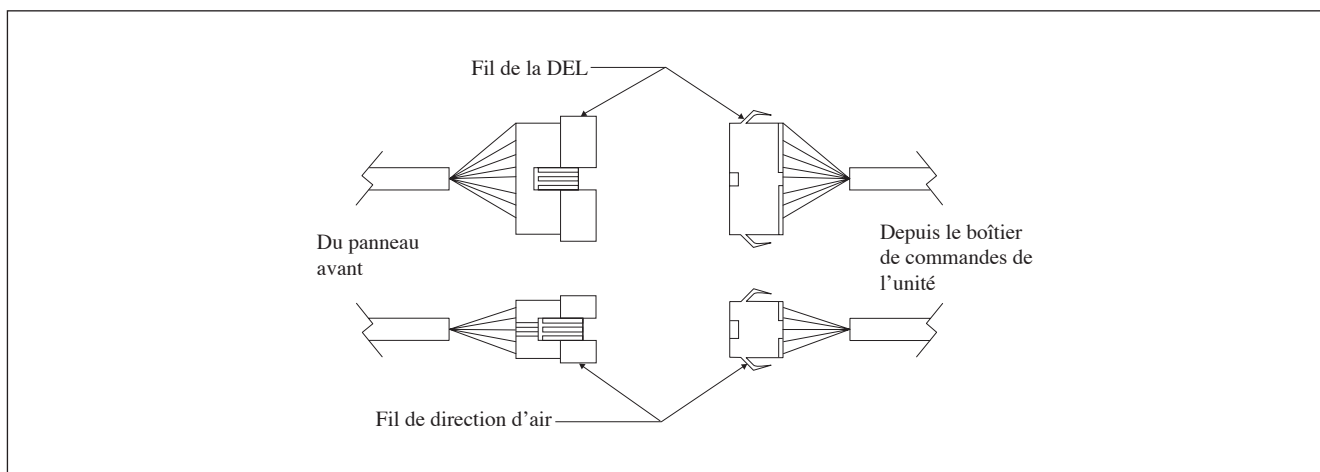 Fil de la DEL
Du panneau
avant
Depuis le boîtier
de commandes de
l’unité
Fil de direction d’air